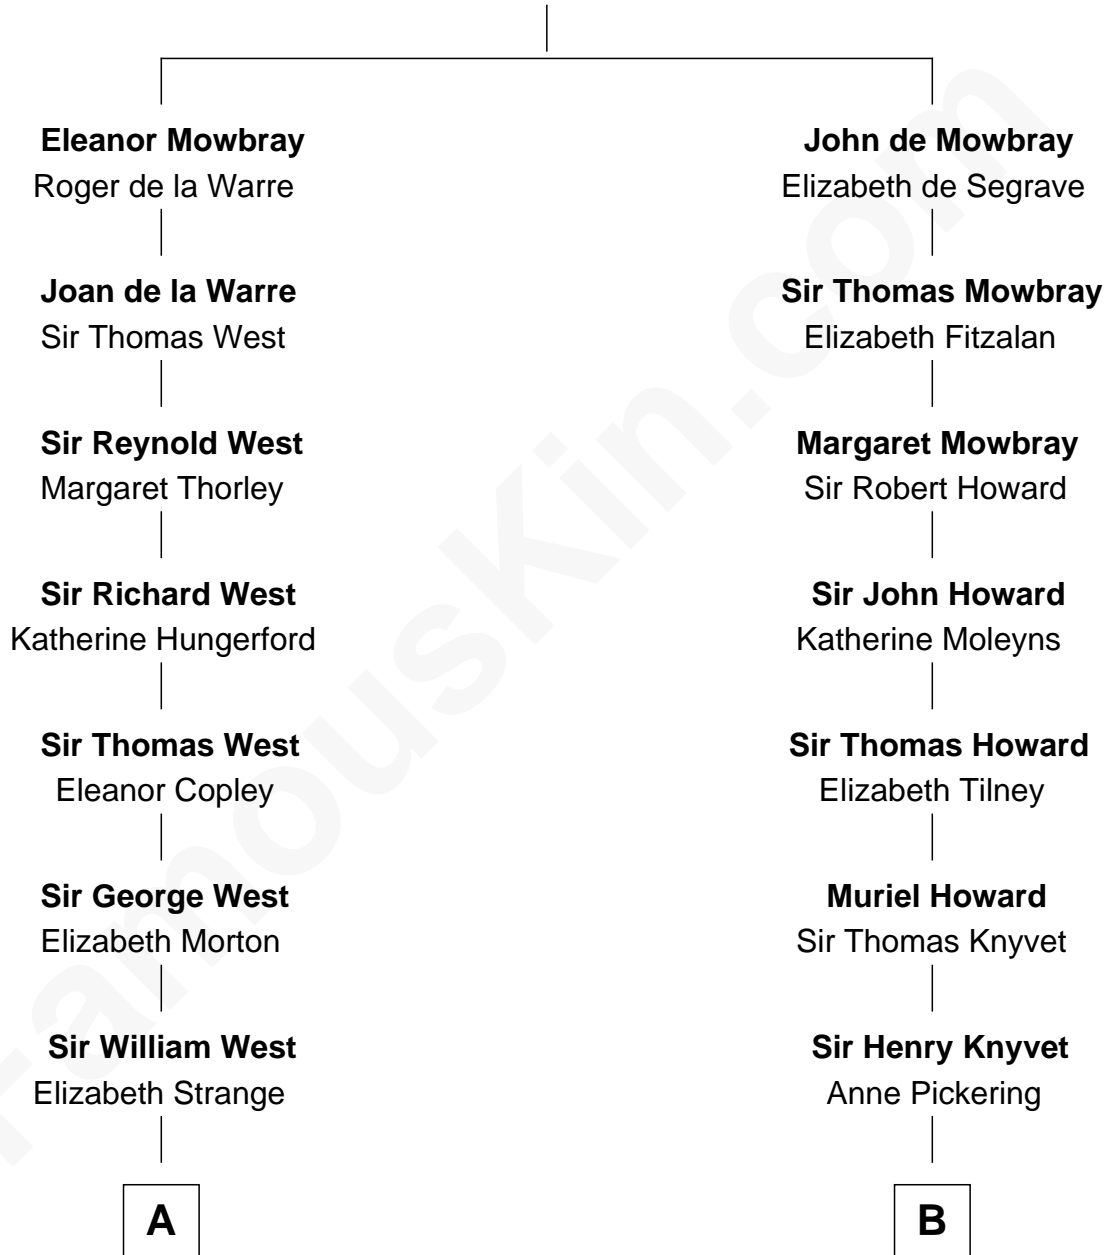 Eleanor Mowbray
Roger de la Warre
Joan de la Warre
Sir Thomas West
Sir Reynold West
Margaret Thorley
Sir Richard West
Katherine Hungerford
Sir Thomas West
Eleanor Copley
Sir George West
Elizabeth Morton
Sir William West
Elizabeth Strange
A
John de Mowbray
Elizabeth de Segrave
Sir Thomas Mowbray
Elizabeth Fitzalan
Margaret Mowbray
Sir Robert Howard
Sir John Howard
Katherine Moleyns
Sir Thomas Howard
Elizabeth Tilney
Muriel Howard
Sir Thomas Knyvet
Sir Henry Knyvet
Anne Pickering
B
FamousKin.com